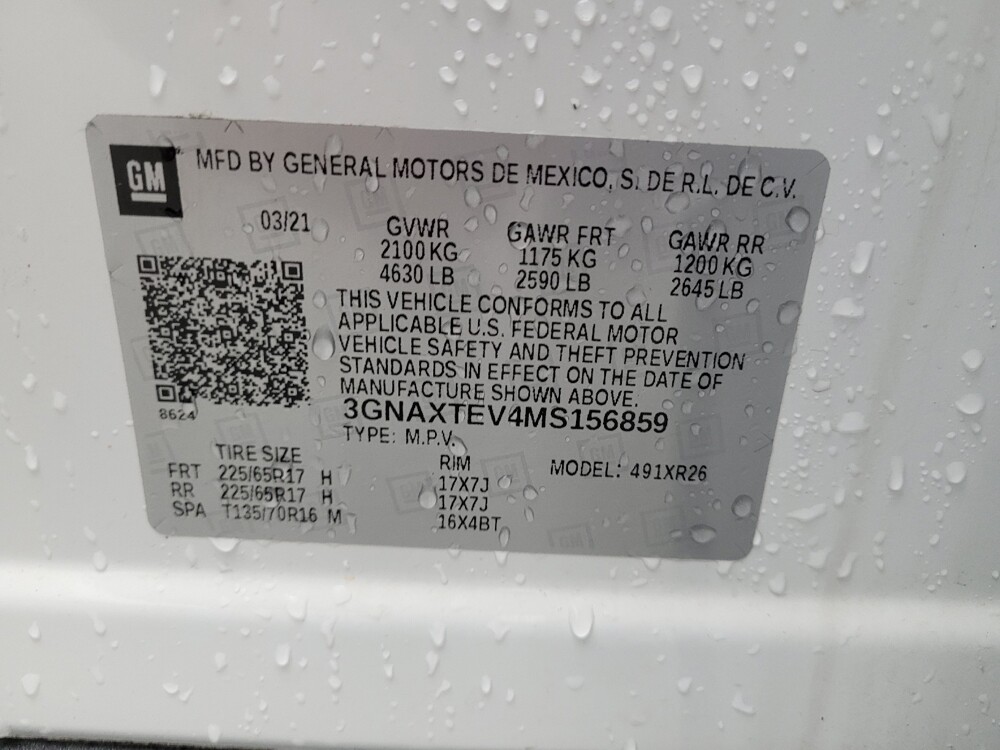 GM
MFD BY GENERAL MOTORS DE MEXICO, S. DE R.L. DE C.V.
03/21
GVWR GAWR FRT GAWR RR
2100 KG 1175 KG 1200 KG
4630 LB 2590 LB 2645 LB
THIS VEHICLE CONFORMS TO ALL
APPLICABLE U.S. FEDERAL MOTOR
VEHICLE SAFETY AND THEFT PREVENTION
STANDARDS IN EFFECT ON THE DATE OF
MANUFACTURE SHOWN ABOVE.
8624
3GNAXTEV4MS156859
TYPE: M.P.V.
TIRE SIZE RIM MODEL: 491XR26
FRT 225/65R17 H 17X7J
RR 225/65R17 H 17X7J
SPA T135/70R16 M 16X4BT